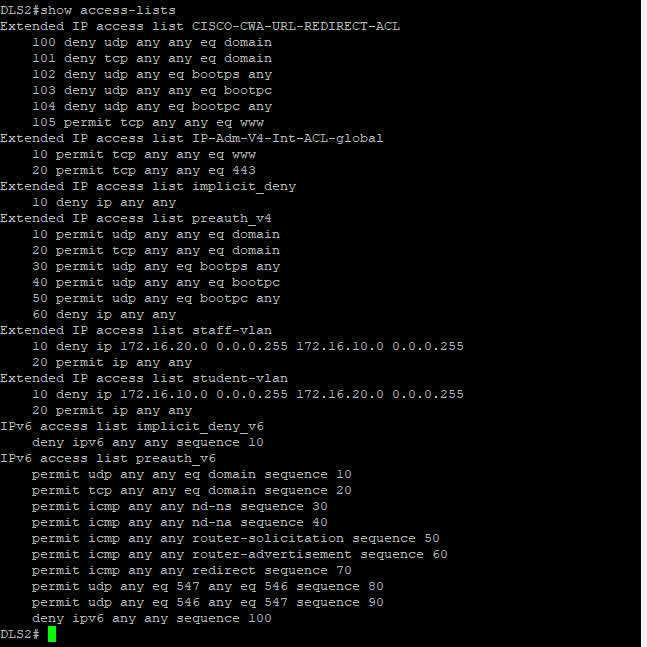 DLS2#show access-lists
Extended IP access list CISCO-CWA-URL-REDIRECT-ACL
    100 deny udp any any eq domain
    101 deny tcp any any eq domain
    102 deny udp any eq bootps any
    103 deny udp any any eq bootpc
    104 deny udp any eq bootpc any
    105 permit tcp any any eq www
Extended IP access list IP-Adm-V4-Int-ACL-global
    10 permit tcp any any eq www
    20 permit tcp any any eq 443
Extended IP access list implicit_deny
    10 deny ip any any
Extended IP access list preauth_v4
    10 permit udp any any eq domain
    20 permit tcp any any eq domain
    30 permit udp any eq bootps any
    40 permit udp any any eq bootpc
    50 permit udp any eq bootpc any
    60 deny ip any any
Extended IP access list staff-vlan
    10 deny ip 172.16.20.0 0.0.0.255 172.16.10.0 0.0.0.255
    20 permit ip any any
Extended IP access list student-vlan
    10 deny ip 172.16.10.0 0.0.0.255 172.16.20.0 0.0.0.255
    20 permit ip any any
IPv6 access list implicit_deny_v6
    deny ipv6 any any sequence 10
IPv6 access list preauth_v6
    permit udp any any eq domain sequence 10
    permit tcp any any eq domain sequence 20
    permit icmp any any nd-ns sequence 30
    permit icmp any any nd-na sequence 40
    permit icmp any any router-solicitation sequence 50
    permit icmp any any router-advertisement sequence 60
    permit icmp any any redirect sequence 70
    permit udp any eq 547 any eq 546 sequence 80
    permit udp any eq 546 any eq 547 sequence 90
    deny ipv6 any any sequence 100
DLS2#